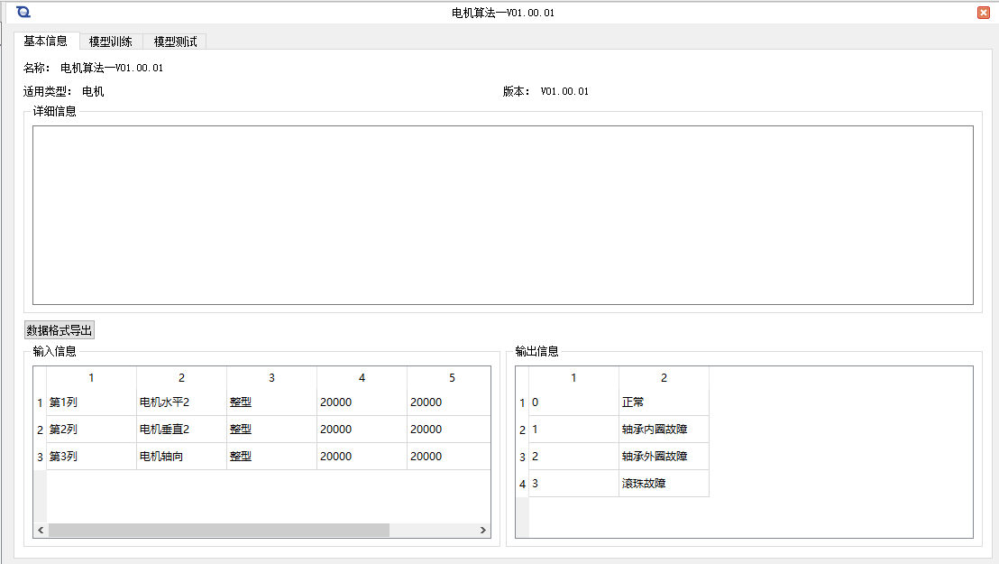 电机算法一V01.00.01
基本信息 模型训练 模型测试
名称： 电机算法一V01.00.01
适用类型： 电机 版本： V01.00.01
详细信息
数据格式导出
输入信息
1 2 3 4 5
1 第1列 电机水平2 整型 20000 20000
2 第2列 电机垂直2 整型 20000 20000
3 第3列 电机轴向 整型 20000 20000
输出信息
1 2
1 0 正常
2 1 轴承内圈故障
3 2 轴承外圈故障
4 3 滚珠故障